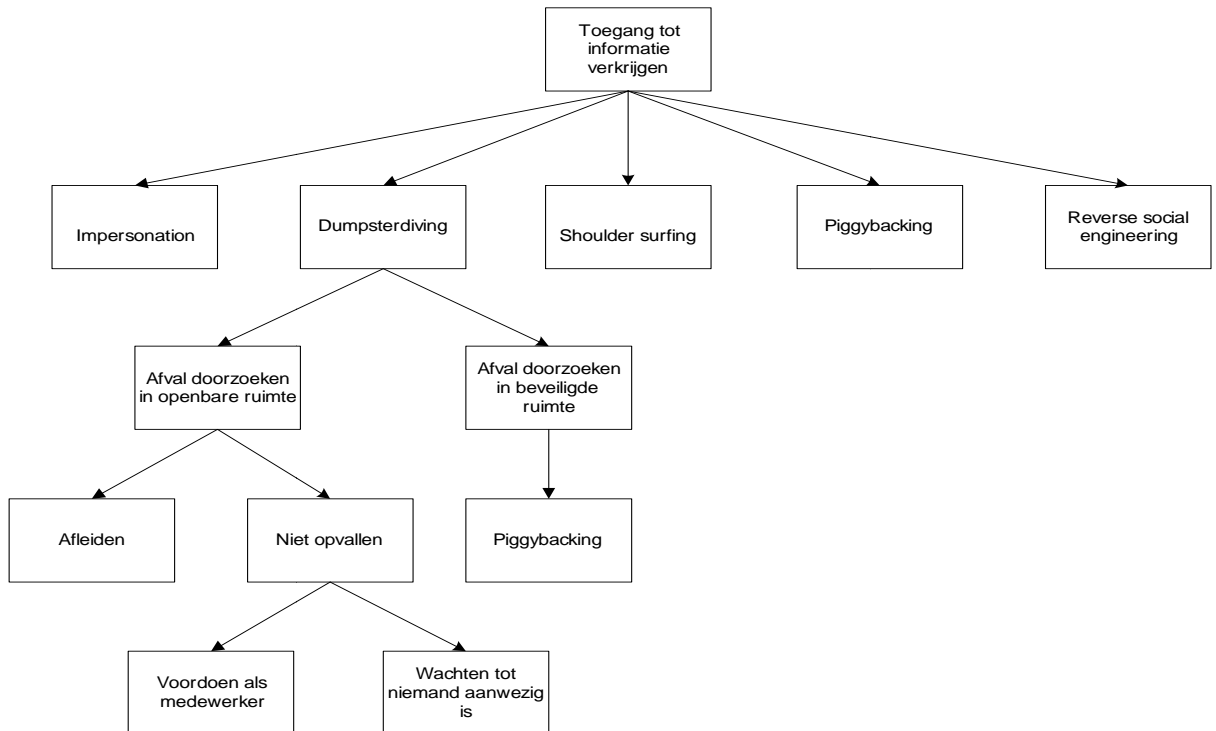 Toegang tot
informatie
verkrijgen
Impersonation
Dumpsterdiving
Shoulder surfing
Piggybacking
Reverse social
engineering
Afval doorzoeken
in openbare ruimte
Afval doorzoeken
in beveiligde
ruimte
Afleiden
Niet opvallen
Piggybacking
Voordoen als
medewerker
Wachten tot
niemand aanwezig
is